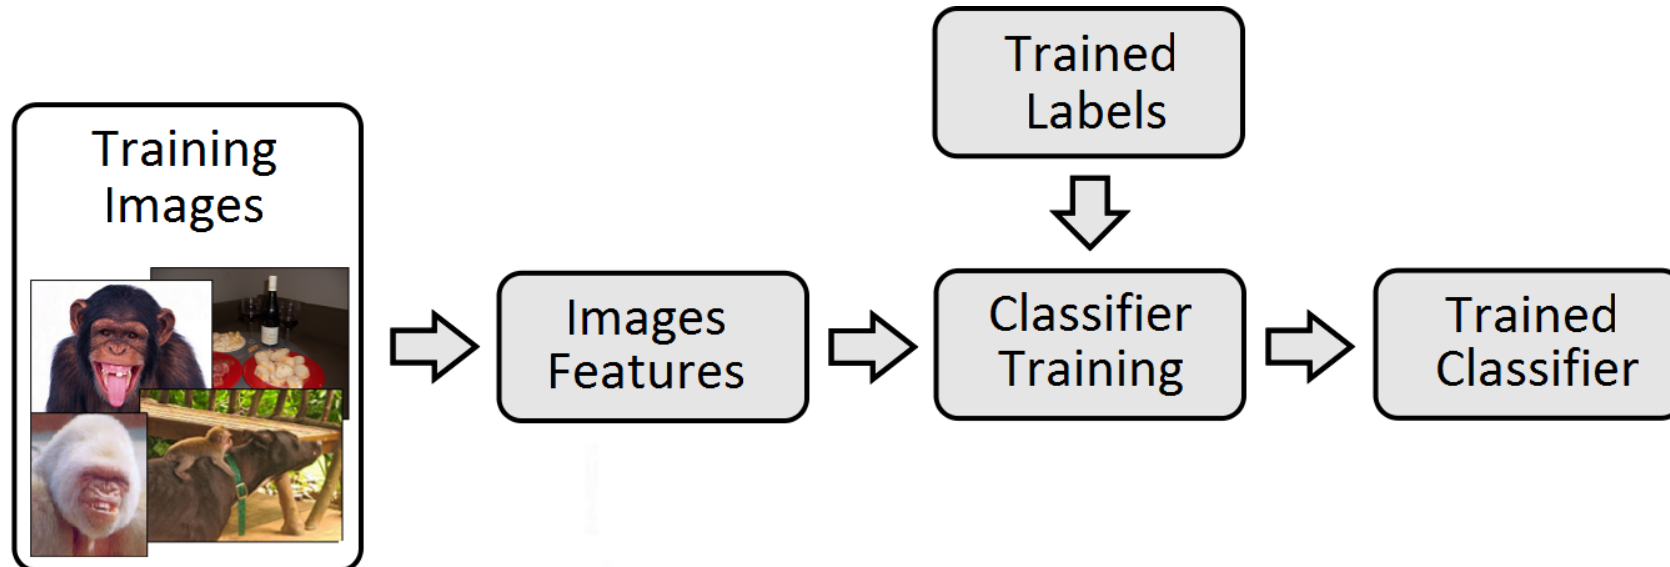 Training
Images
Images
Features
Trained
Labels
Classifier
Training
Trained
Classifier